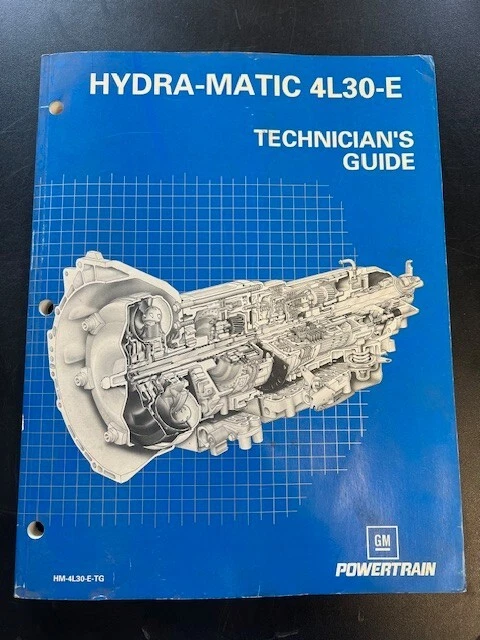 HYDRA-MATIC 4L30-E
TECHNICIAN'S
GUIDE
GM
POWERTRAIN
HM-4L30-E-TG